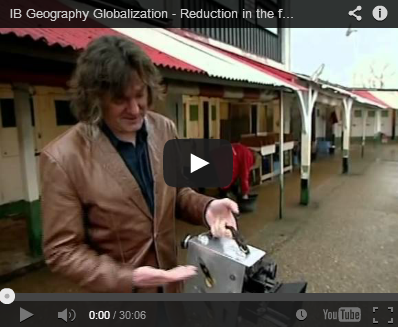 IB Geography Globalization - Reduction in the f...
0:00 / 30:06
YouTube